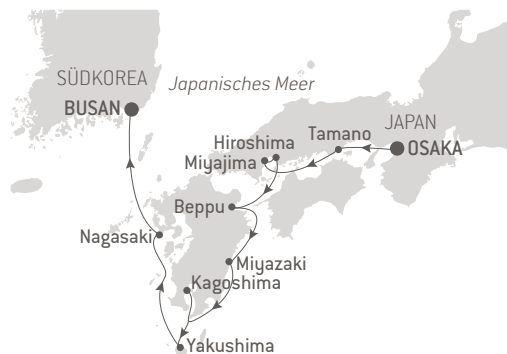 SÜDKOREA
BUSAN
Japanisches Meer
JAPAN
OSAKA
Tamano
Hiroshima
Miyajima
Beppu
Nagasaki
Miyazaki
Kagoshima
Yakushima